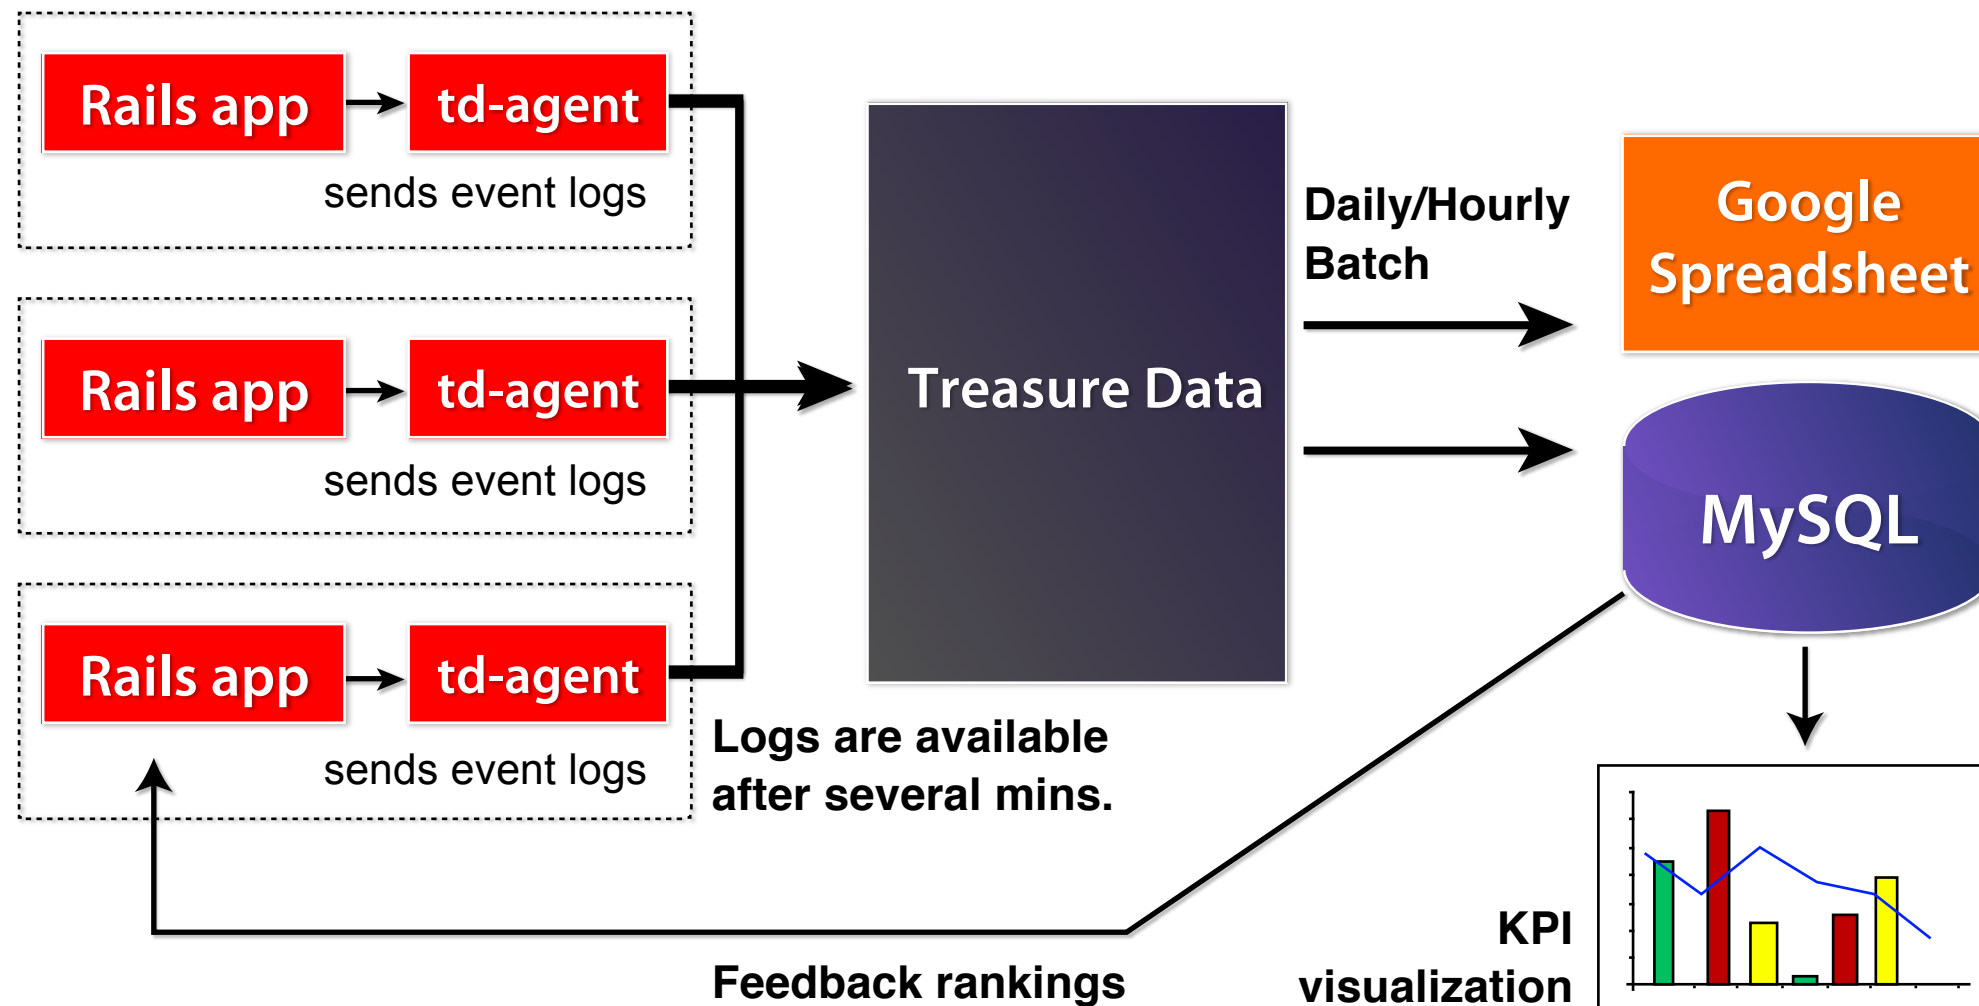 Rails app
td-agent
sends event logs
Rails app
td-agent
sends event logs
Rails app
td-agent
sends event logs
Logs are available
after several mins.
Treasure Data
Daily/Hourly
Batch
Google
Spreadsheet
MySQL
KPI
visualization
Feedback rankings